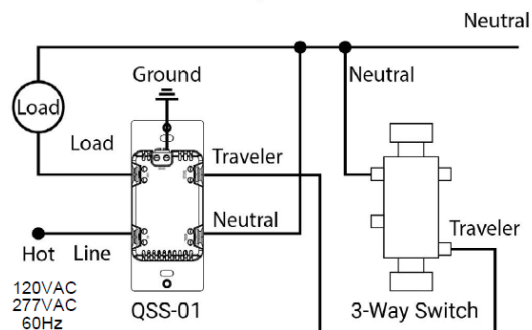 Neutral
Ground
Neutral
Load
Load
Traveler
Neutral
Traveler
Hot Line
120VAC
277VAC
60Hz
QSS-01
3-Way Switch